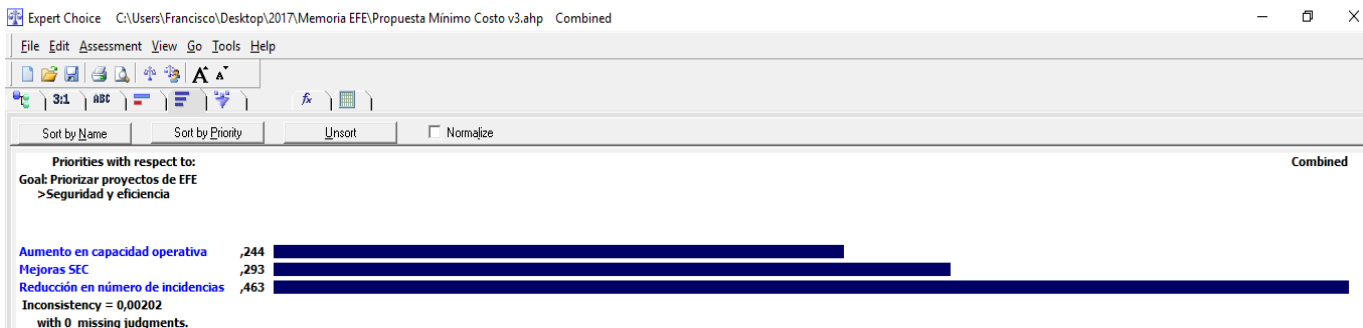 Expert Choice C:\Users\Francisco\Desktop\2017\Memoria EFE\Propuesta Mínimo Costo v3.ahp Combined
File Edit Assessment View Go Tools Help
A A
3:1 ABC fx
Sort by Name Sort by Priority Unsort Normalize
Priorities with respect to: Combined
Goal: Priorizar proyectos de EFE
>Seguridad y eficiencia
Aumento en capacidad operativa ,244
Mejoras SEC ,293
Reducción en número de incidencias ,463
Inconsistency = 0,00202
with 0 missing judgments.